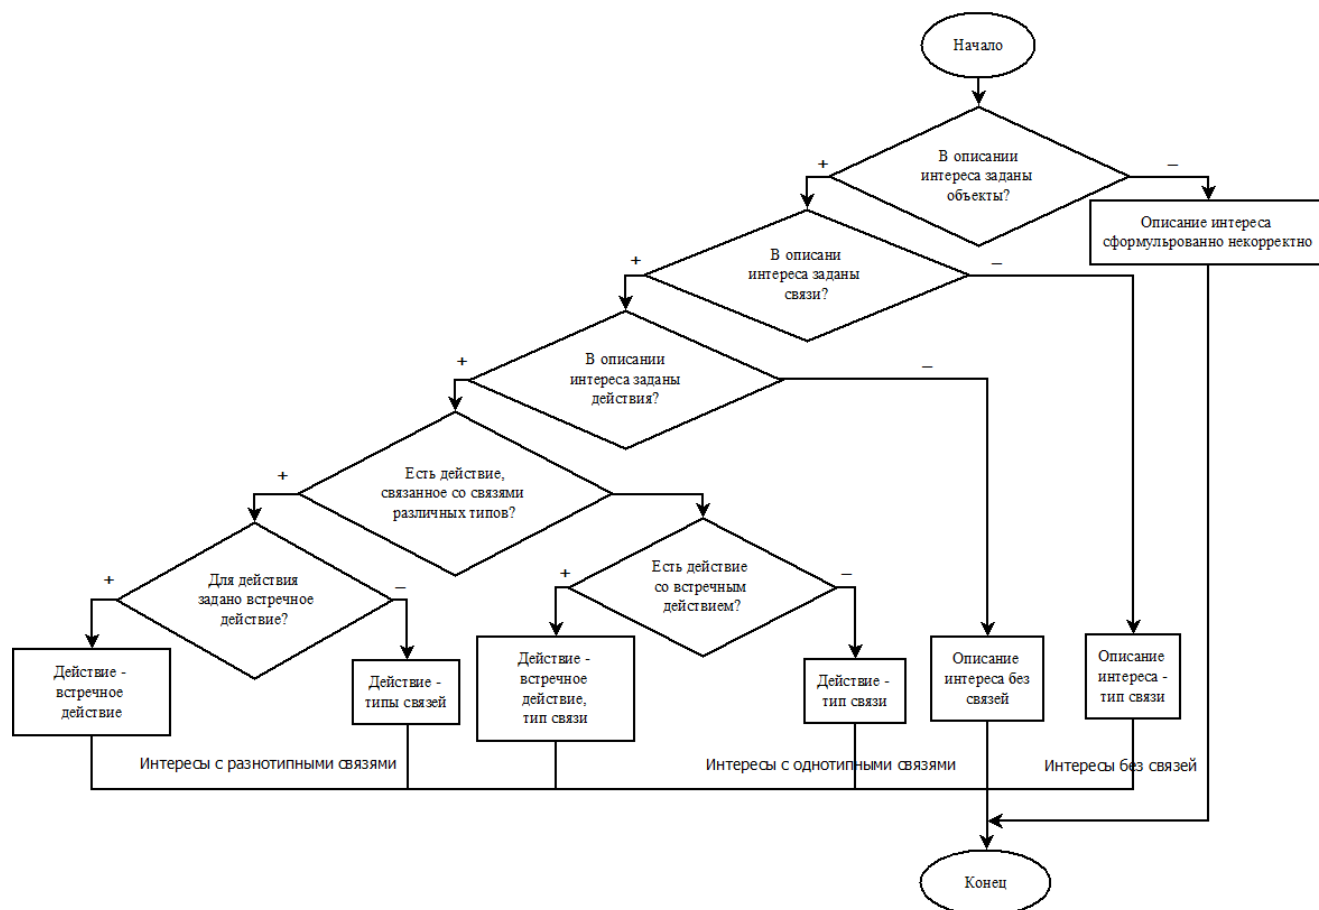 Начало
В описании
интереса заданы
объекты?
+
–
Описание интереса
сформульрованно некорректно
В описани
интереса заданы
связи?
+
–
В описании
интереса заданы
действия?
+
–
Есть действие,
связанное со связями
различных типов?
+
Для действия
задано встречное
действие?
+
–
Есть действие
со встречным
действием?
+
–
Действие -
встречное
действие
Действие -
типы связей
Действие -
встречное
действие,
тип связи
Действие -
тип связи
Описание
интереса без
связей
Описание
интереса -
тип связи
Интересы с разнотипными связями
Интересы с однотипными связями
Интересы без связей
Конец